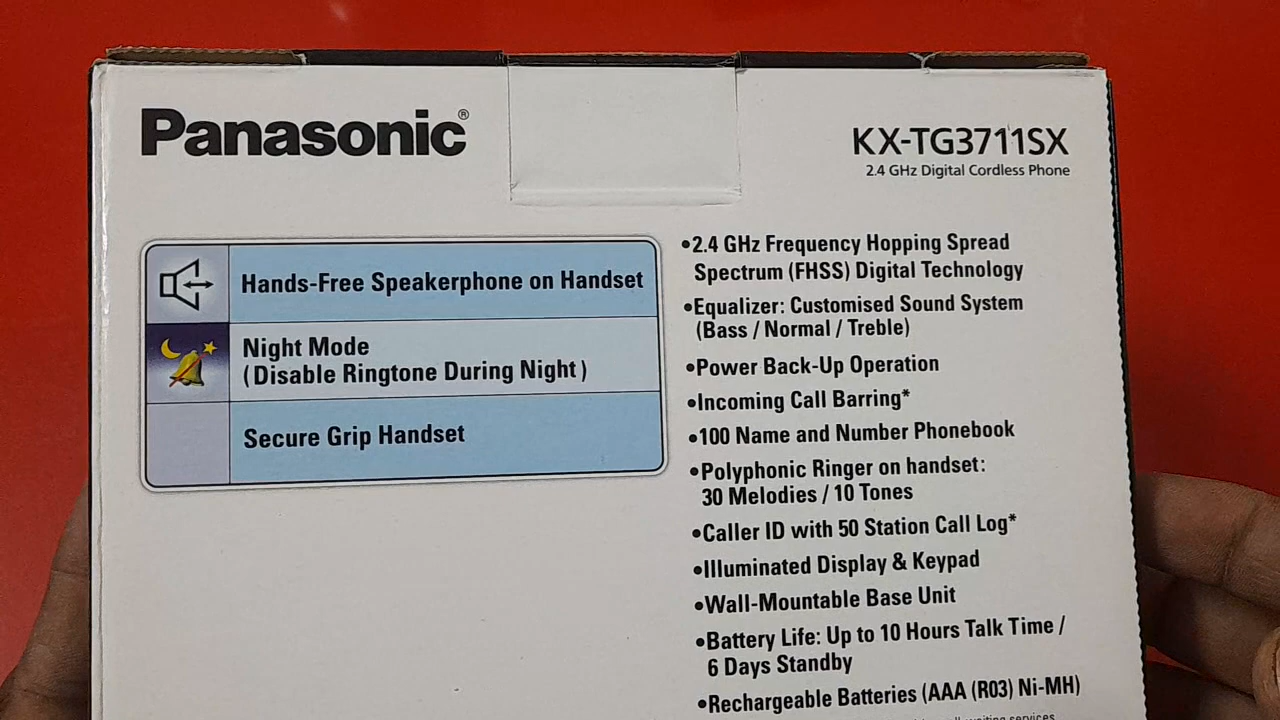 Panasonic®
KX-TG3711SX
2.4 GHz Digital Cordless Phone
Hands-Free Speakerphone on Handset
Night Mode
(Disable Ringtone During Night)
Secure Grip Handset
•2.4 GHz Frequency Hopping Spread
Spectrum (FHSS) Digital Technology
•Equalizer: Customised Sound System
(Bass / Normal / Treble)
•Power Back-Up Operation
•Incoming Call Barring*
•100 Name and Number Phonebook
•Polyphonic Ringer on handset:
30 Melodies / 10 Tones
•Caller ID with 50 Station Call Log*
•Illuminated Display & Keypad
•Wall-Mountable Base Unit
•Battery Life: Up to 10 Hours Talk Time /
6 Days Standby
•Rechargeable Batteries (AAA (R03) Ni-MH)
waiting services